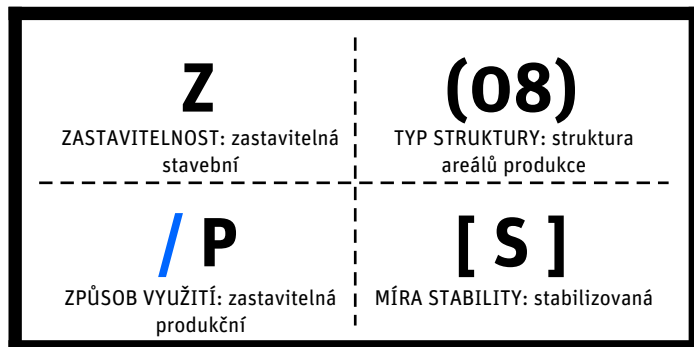 Z
ZASTAVITELNOST: zastavitelná
stavební
(08)
TYP STRUKTURY: struktura
areálů produkce
/ P
ZPŮSOB VYUŽITÍ: zastavitelná
produkční
[ S ]
MÍRA STABILITY: stabilizovaná